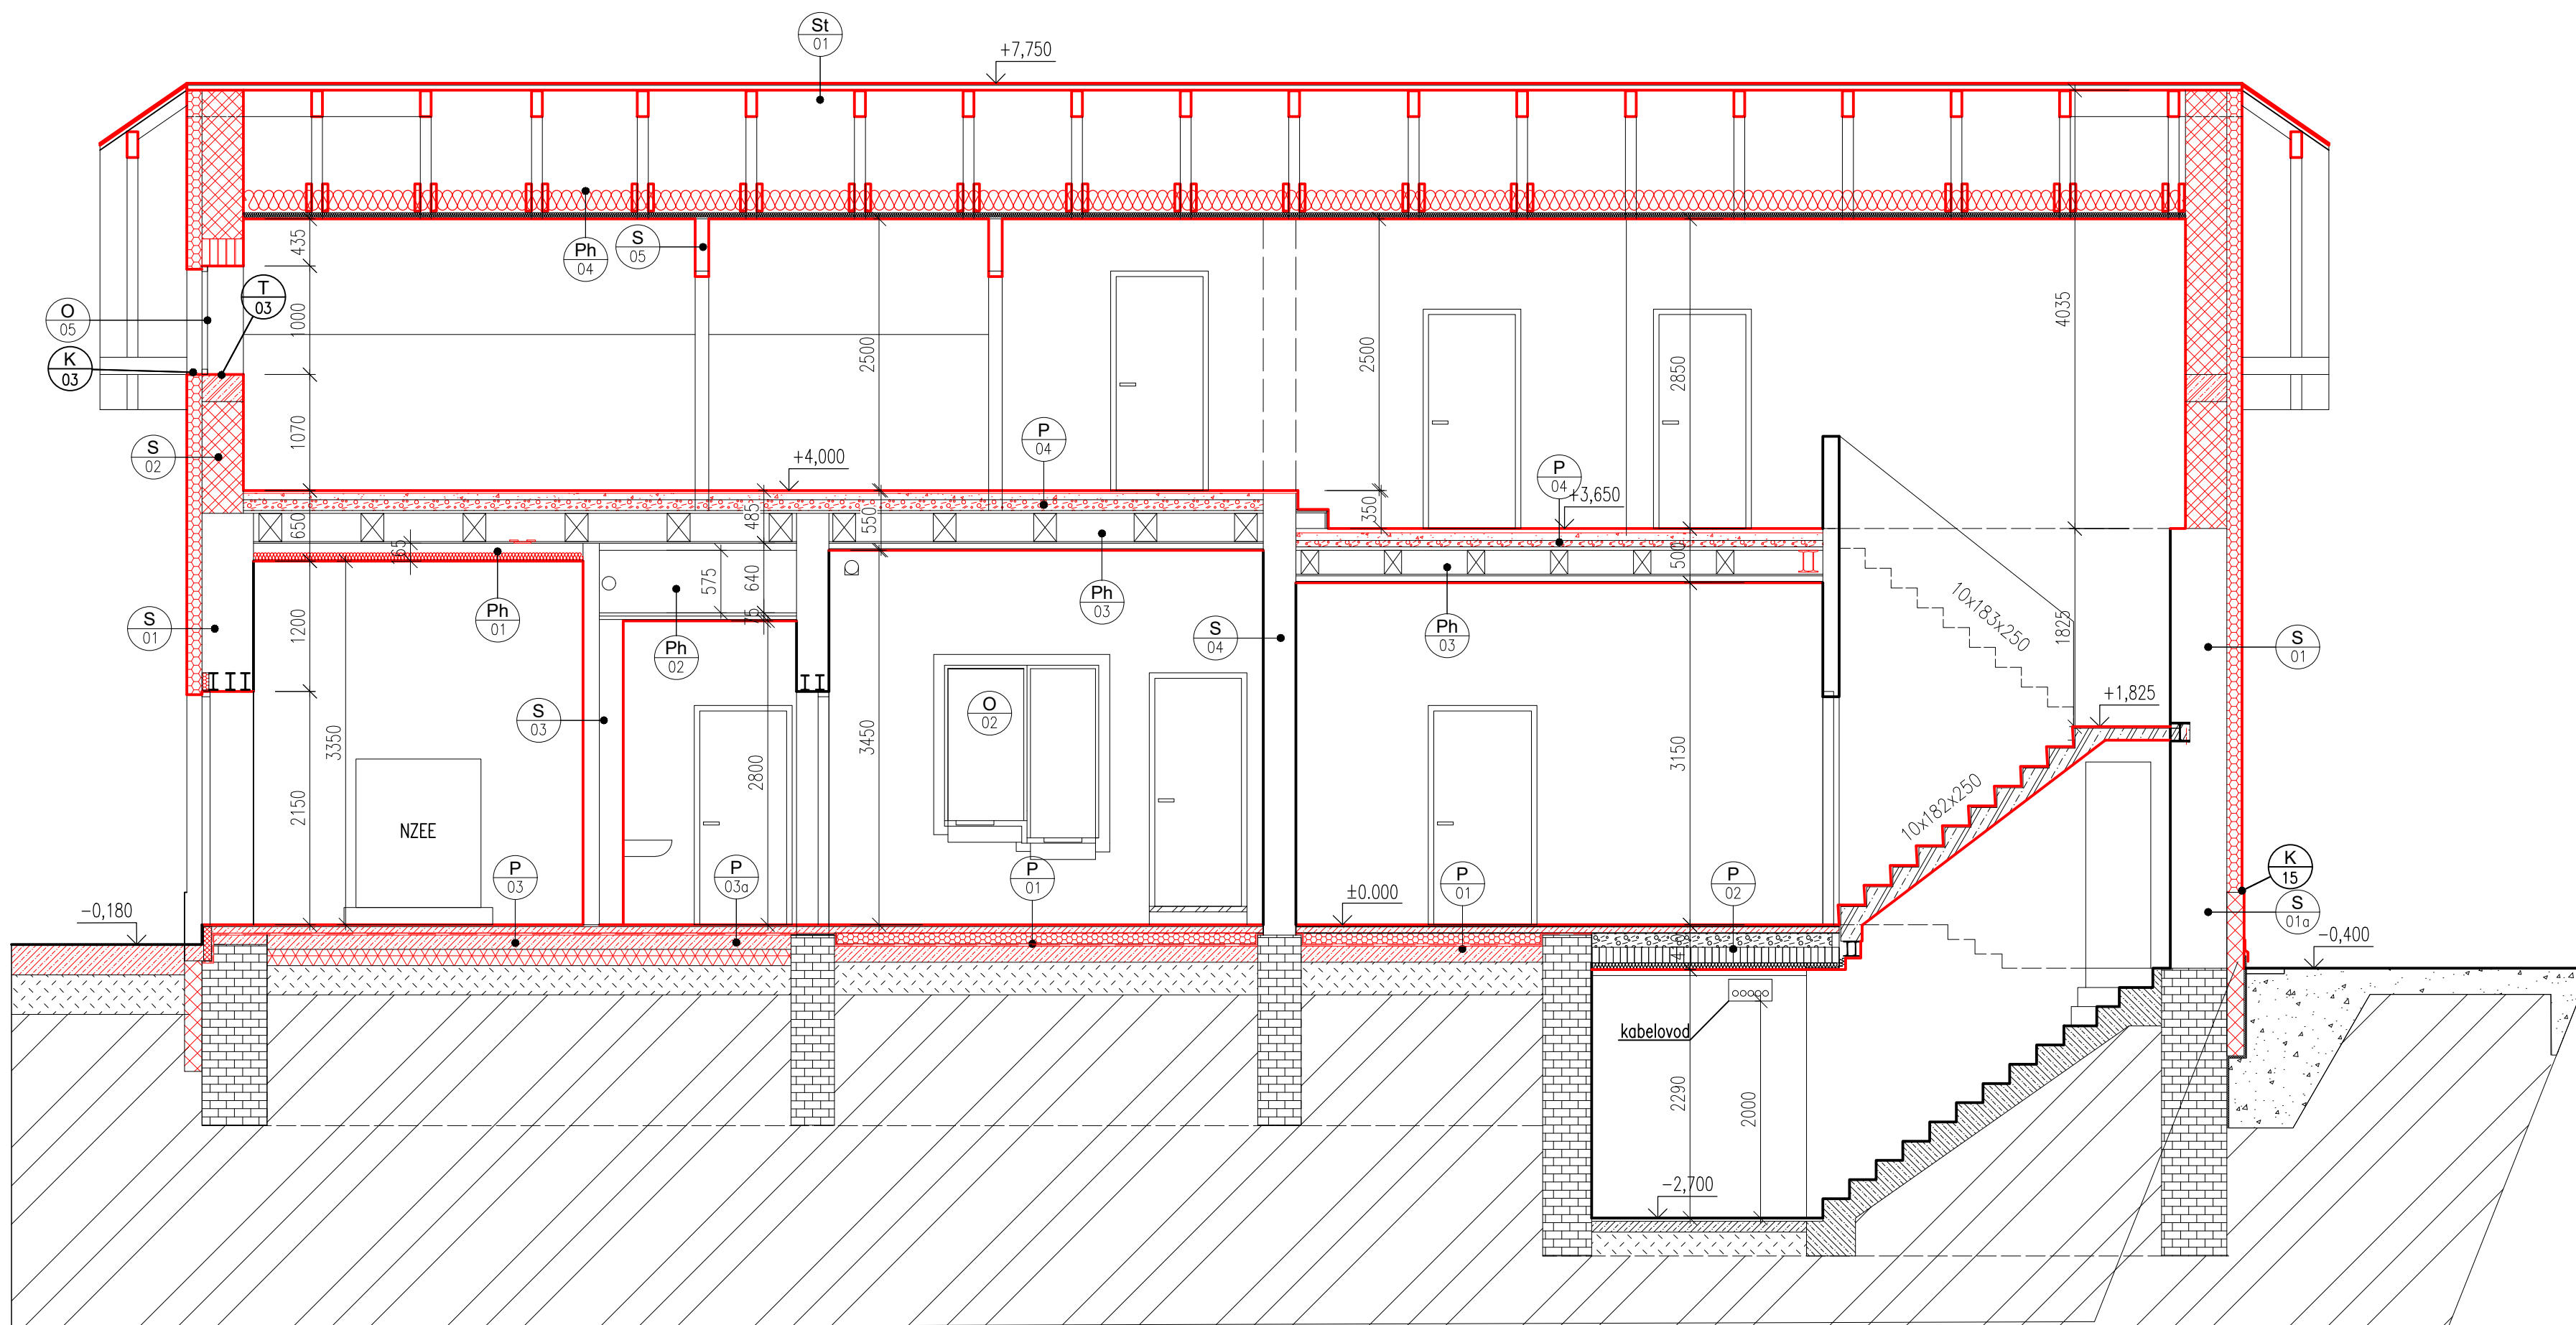 St
01
+7,750
435
Ph
04
S
05
T
03
O
05
K
03
1000
2500
2500
2850
4035
1070
S
02
+4,000
P
04
P
04
+3,650
350
650
485
550
500
65
575
640
75
Ph
01
Ph
02
Ph
03
Ph
03
S
01
S
04
S
01
1200
10x183x250
1825
+1,825
S
03
O
02
3350
3450
3150
2800
2150
NZEE
10x182x250
P
03
P
03a
P
01
P
01
P
02
±0.000
K
15
S
01a
-0,180
-0,400
kabelovod
2290
2000
-2,700